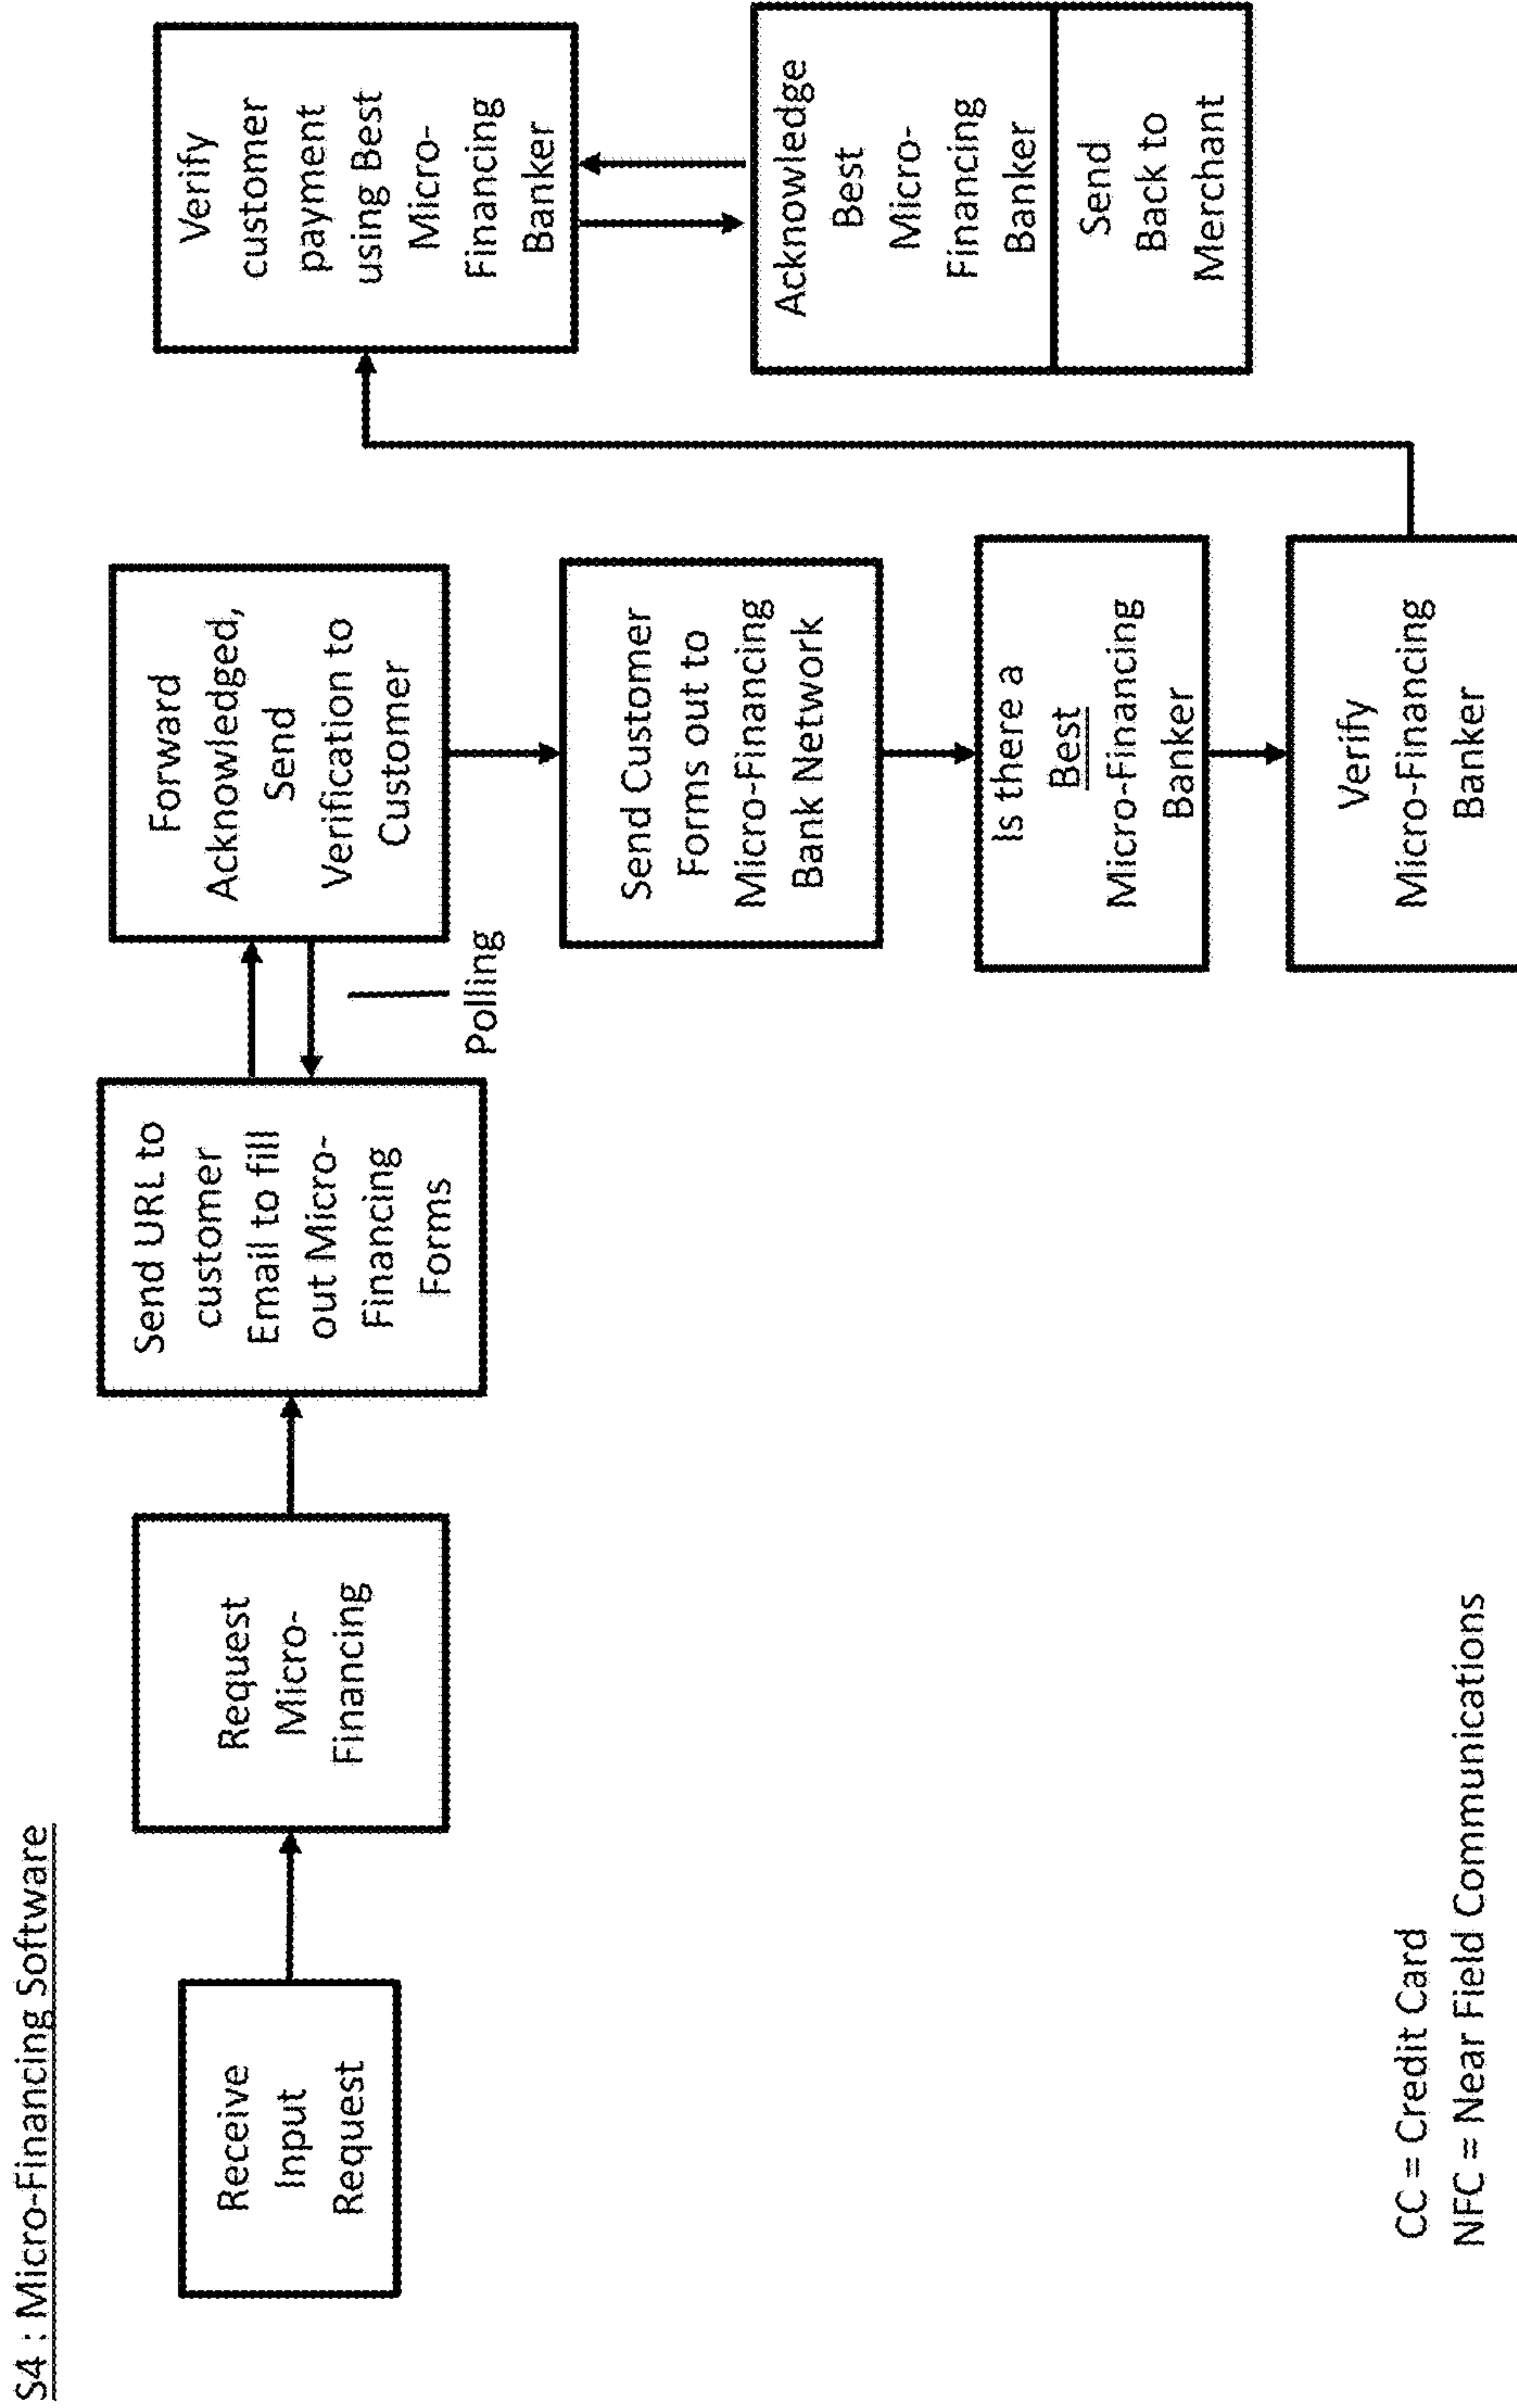 S4 : Micro-Financing Software
Receive
Input
Request
Request
Micro-
Financing
Send URL to
customer
Email to fill
out Micro-
Financing
Forms
Polling
Forward
Acknowledged,
Send
Verification to
Customer
Send Customer
Forms out to
Micro-Financing
Bank Network
Is there a
Best
Micro-Financing
Banker
Verify
Micro-Financing
Banker
Verify
customer
payment
using Best
Micro-
Financing
Banker
Acknowledge
Best
Micro-
Financing
Banker
Send
Back to
Merchant
CC = Credit Card
NFC = Near Field Communications